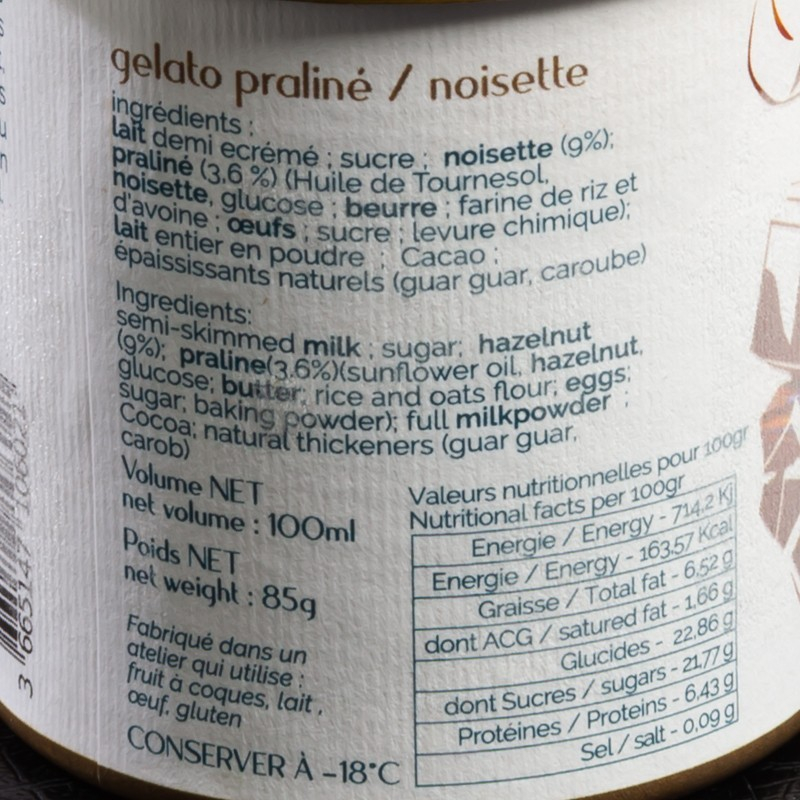 gelato praliné / noisette
ingrédients :
lait demi ecrémé ; sucre ; noisette (9%);
praliné (3,6 %) (Huile de Tournesol,
noisette, glucose ; beurre ; farine de riz et
d'avoine ; œufs ; sucre ; levure chimique);
lait entier en poudre ; Cacao ;
épaississants naturels (guar guar, caroube)
Ingredients:
semi-skimmed milk ; sugar; hazelnut
(9%); praline(3.6%)(sunflower oil, hazelnut,
glucose; butter; rice and oats flour; eggs;
sugar; baking powder); full milkpowder ;
Cocoa; natural thickeners (guar guar,
carob)
Volume NET
net volume : 100ml
Poids NET
net weight : 85g
Fabriqué dans un
atelier qui utilise :
fruit à coques, lait ,
œuf, gluten
CONSERVER À -18°C
Valeurs nutritionnelles pour 100gr
Nutritional facts per 100gr
Energie / Energy - 714,2 Kj
Energie / Energy - 163,57 Kcal
Graisse / Total fat - 6,52 g
dont ACG / satured fat - 1,66 g
Glucides - 22,86 g
dont Sucres / sugars - 21,77 g
Protéines / Proteins - 6,43 g
Sel / salt - 0,09 g